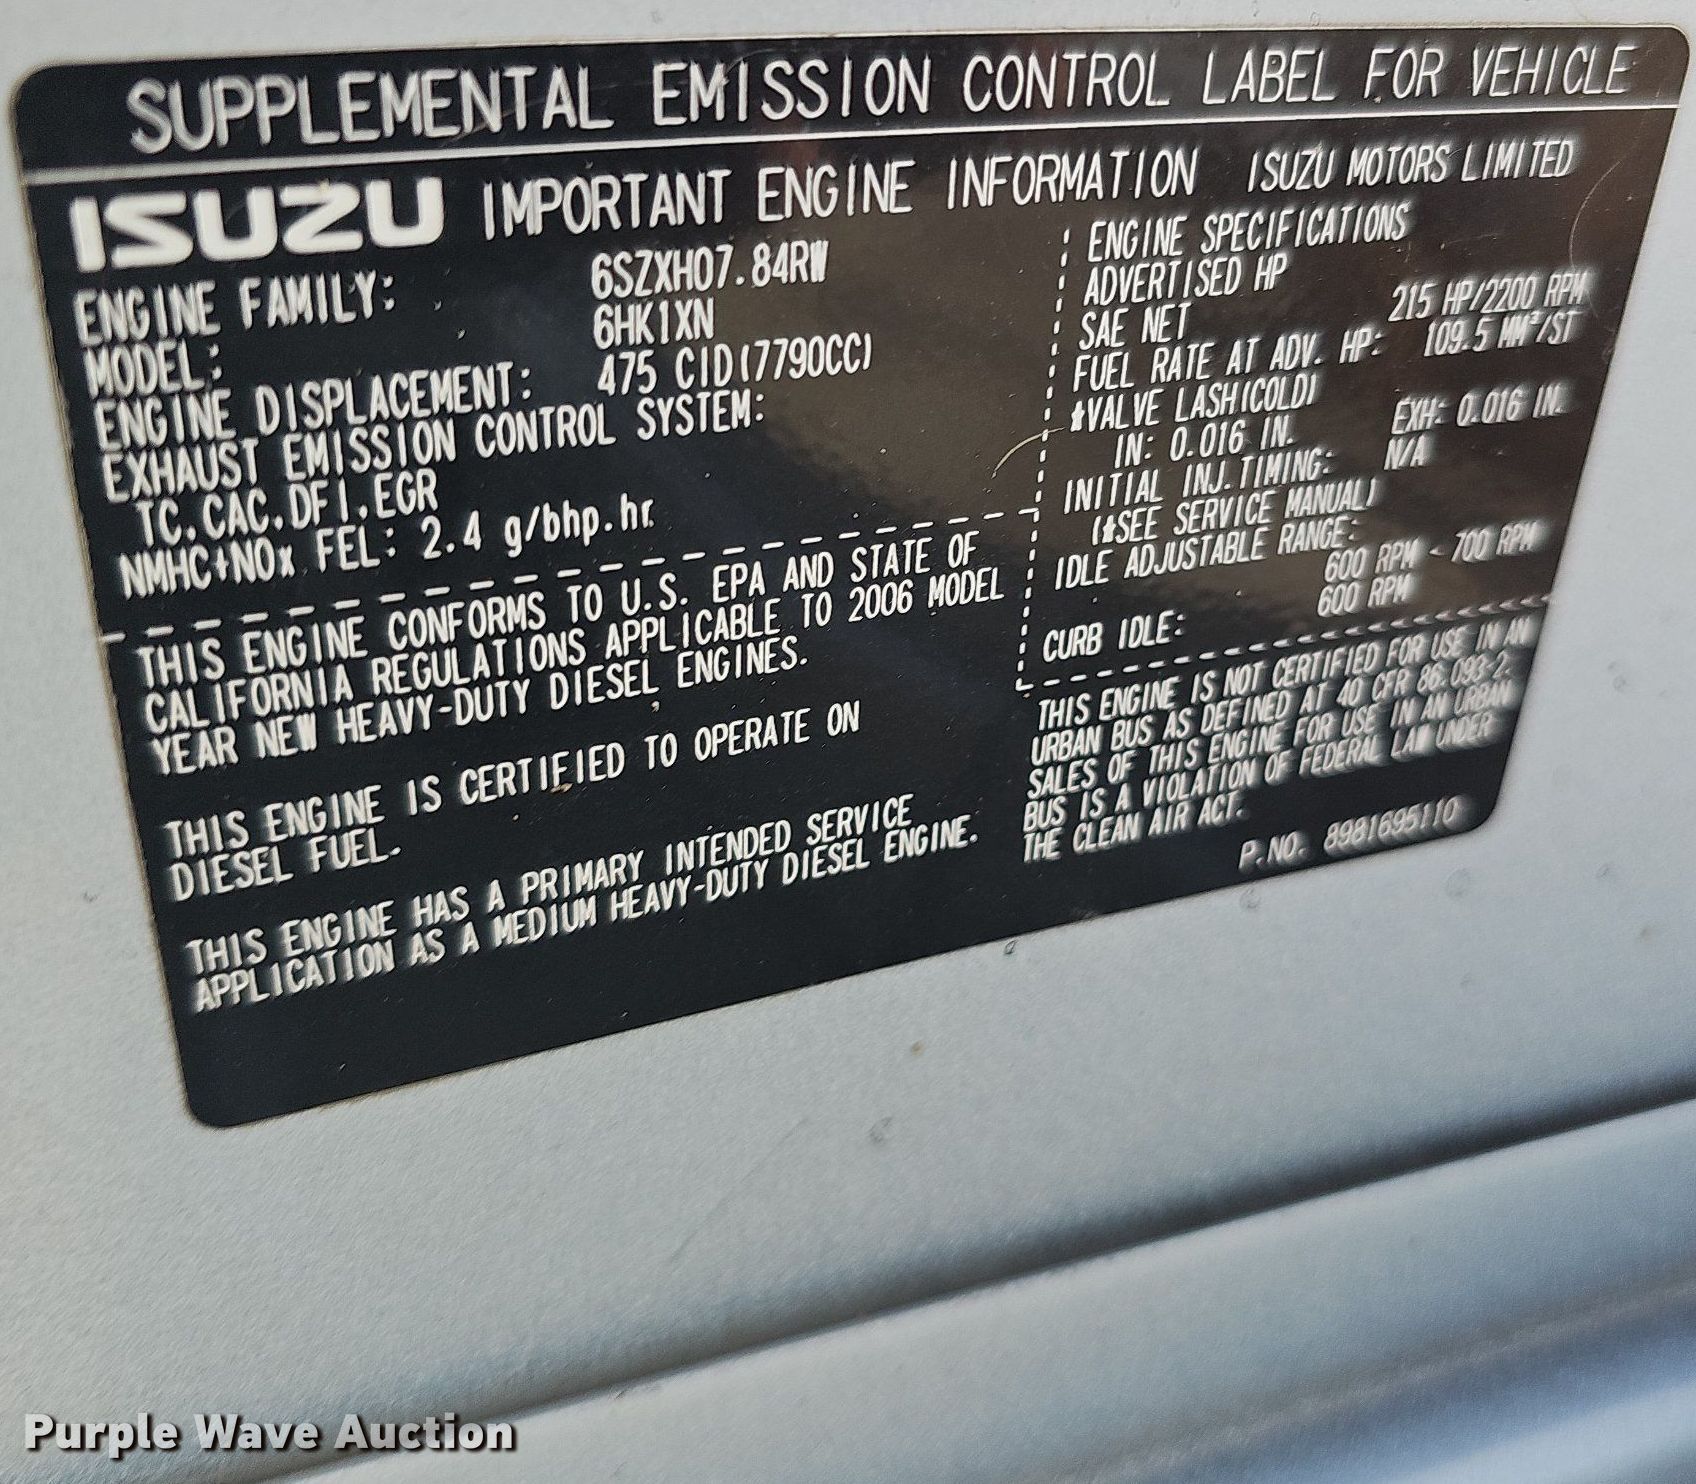 SUPPLEMENTAL EMISSION CONTROL LABEL FOR VEHICLE
ISUZU IMPORTANT ENGINE INFORMATION ISUZU MOTORS LIMITED
ENGINE FAMILY: 6SZXH07.84RW
MODEL: 6HK1XN
ENGINE DISPLACEMENT: 475 CID(7790CC)
EXHAUST EMISSION CONTROL SYSTEM:
TC.CAC.DFI.EGR
NMHC+NOx FEL: 2.4 g/bhp.hr
THIS ENGINE CONFORMS TO U.S. EPA AND STATE OF
CALIFORNIA REGULATIONS APPLICABLE TO 2006 MODEL
YEAR NEW HEAVY-DUTY DIESEL ENGINES.
THIS ENGINE IS CERTIFIED TO OPERATE ON
DIESEL FUEL.
THIS ENGINE HAS A PRIMARY INTENDED SERVICE
APPLICATION AS A MEDIUM HEAVY-DUTY DIESEL ENGINE.
ENGINE SPECIFICATIONS
ADVERTISED HP
SAE NET 215 HP/2200 RPM
FUEL RATE AT ADV. HP: 109.5 MM³/ST
*VALVE LASH(COLD)
IN: 0.016 IN. EXH: 0.016 IN.
INITIAL INJ.TIMING: N/A
(*SEE SERVICE MANUAL)
IDLE ADJUSTABLE RANGE:
600 RPM - 700 RPM
CURB IDLE: 600 RPM
THIS ENGINE IS NOT CERTIFIED FOR USE IN AN
URBAN BUS AS DEFINED AT 40 CFR 86.093-2.
SALES OF THIS ENGINE FOR USE IN AN URBAN
BUS IS A VIOLATION OF FEDERAL LAW UNDER
THE CLEAN AIR ACT.
P.NO. 8981695110
Purple Wave Auction